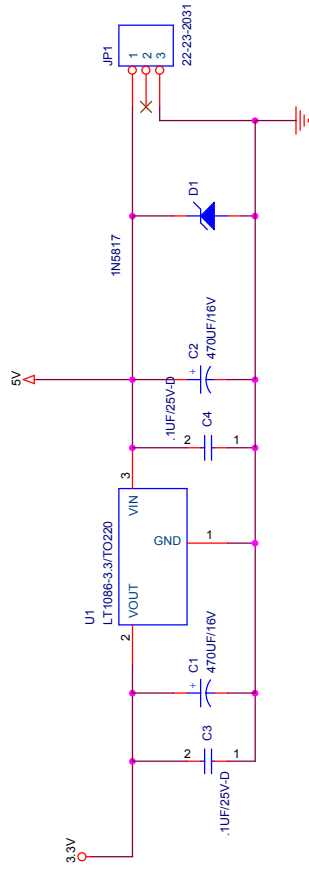 3.3V
5V
JP1
1
2
3
22-23-2031
U1
LT1086-3.3/TO220
2
VOUT
VIN
3
GND
1
1N5817
D1
C3
.1UF/25V-D
2
1
C1
470UF/16V
+
C4
.1UF/25V-D
2
1
C2
470UF/16V
+